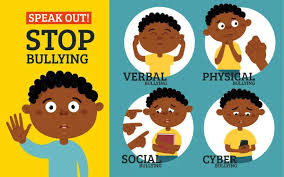 SPEAK OUT!
STOP
BULLYING
VERBAL
BULLYING
PHYSICAL
BULLYING
SOCIAL
BULLYING
CYBER
BULLYING